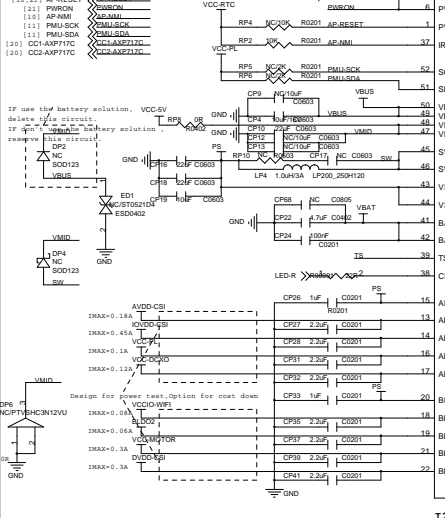 [21] PWRON PWRON
[10] AP-NMI AP-NMI
[11] PMU-SCK PMU-SCK
[11] PMU-SDA PMU-SDA
[20] CC1-AXP717C CC1-AXP717C
[20] CC2-AXP717C CC2-AXP717C
VCC-RTC
PWRON 6
RP4 NC/10K R0201 AP-RESET 1
RP2 10K R0201 AP-NMI 37
VCC-PL
RP5 NC/2K R0201 PMU-SCK 52
RP6 NC/2K R0201 PMU-SDA 51
IF use the battery solution,
delete this circuit.
IF don't use the battery solution,
reserve this circuit.
VMID
DP2
NC
SOD123
VBUS
VCC-5V
RP8 0R
R0402
CP9 NC/10uF
C0603
VBUS
50
GND
CP4 10uF/16V C0603 VBUS 49
48
GND
CP10 22uF C0603 VMID 47
CP12 NC/10uF C0603
CP13 NC/10uF C0603
PS
45
RP10 NC R0603 CP17 NC C0603
46
LP4 1.0uH/3A LP200_250H120
GND
CP16 22uF C0603
CP18 22uF C0603
CP19 10uF C0603
43
44
ED1
NC/ST0521D4
ESD0402
2
GND
CP68 NC C0805
VBAT
GND
CP22 4.7uF C0402
41
CP24 100nF
C0201
42
VMID
DP4
NC
SOD123
SW
TS 39
LED-R 2 38
PS
CP26 1uF C0201 15
R0201
AVDD-CSI
IMAX=0.18A
13
IOVDD-CSI
CP27 2.2uF C0201
IMAX=0.45A
14
VCC-PL
CP28 2.2uF C0201
IMAX=0.1A
16
VCC-DCXO
CP31 2.2uF C0201
IMAX=0.12A
17
CP32 2.2uF C0201
PS
VMID
CP33 1uF C0201 20
Design for power test,Option for cost down
DP6
NC/PTVSHC3N12VU
3
1
2
GND
VCCIO-WIFI
IMAX=0.08A
18
BLDO2
CP35 2.2uF C0201
IMAX=0.06A
19
VCC-MOTOR
CP37 2.2uF C0201
IMAX=0.3A
21
DVDD-CSI
CP39 2.2uF C0201
IMAX=0.3A
22
CP41 2.2uF C0201
GND